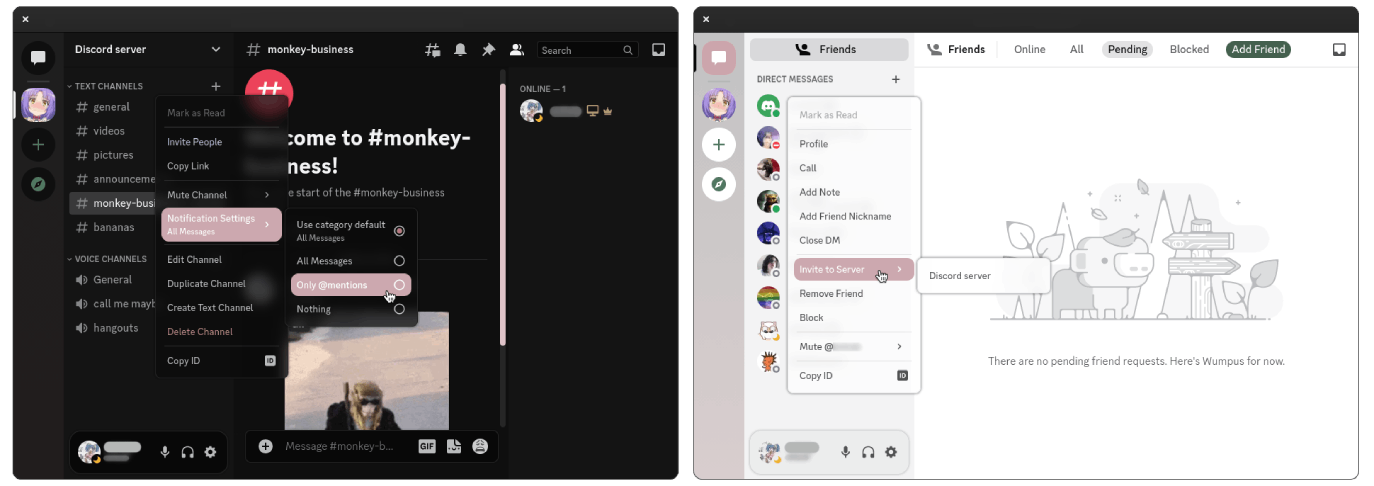 ×
Discord server
TEXT CHANNELS
+
# general
# videos
# pictures
# announceme
# monkey-busi
# bananas
VOICE CHANNELS
General
call me mayb
hangouts
Mark as Read
Invite People
Copy Link
Mute Channel
Notification Settings
All Messages
Edit Channel
Duplicate Channel
Create Text Channel
Delete Channel
Copy ID
ID
# monkey-business
Search
#
come to #monkey-
ness!
e start of the #monkey-business
Use category default
All Messages
All Messages
Only @mentions
Nothing
Message #monkey-b...
GIF
ONLINE — 1
×
Friends
DIRECT MESSAGES
+
Mark as Read
Profile
Call
Add Note
Add Friend Nickname
Close DM
Invite to Server
Remove Friend
Block
Mute @
Copy ID
ID
Discord server
Friends
Online
All
Pending
Blocked
Add Friend
There are no pending friend requests. Here's Wumpus for now.